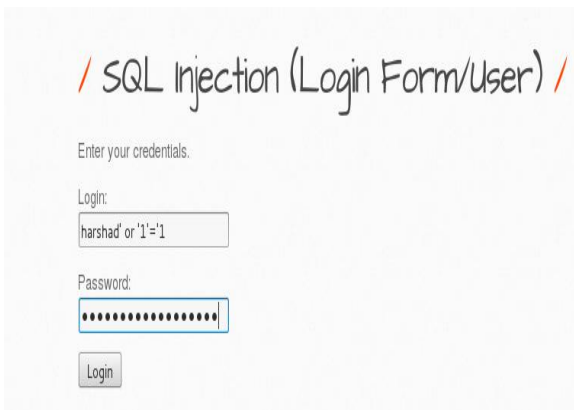 / SQL Injection (Login Form/User) /
Enter your credentials.
Login:
harshad' or '1'='1
Password:
••••••••••••••••••
Login